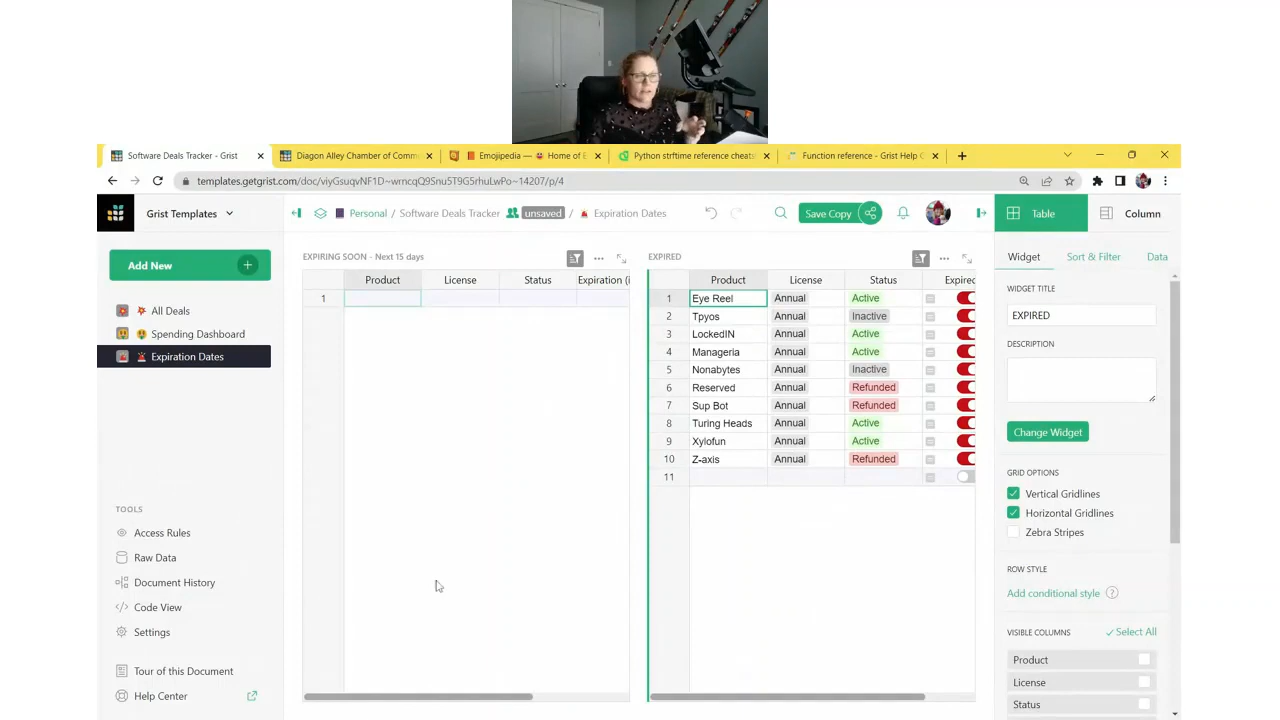 Software Deals Tracker - Grist
Diagon Alley Chamber of Comm
Emojipedia — 😃 Home of E
Python strftime reference cheats
Function reference - Grist Help C
templates.getgrist.com/doc/viyGsuqvNF1D~wrncqQ9Snu5T9G5rhuLwPo~14207/p/4
Grist Templates
Personal / Software Deals Tracker unsaved / Expiration Dates
Save Copy
Table
Column
Add New
All Deals
Spending Dashboard
Expiration Dates
TOOLS
Access Rules
Raw Data
Document History
Code View
Settings
Tour of this Document
Help Center
EXPIRING SOON - Next 15 days
Product License Status Expiration (i
1
EXPIRED
Product License Status Expired
1 Eye Reel Annual Active
2 Tpyos Annual Inactive
3 LockedIN Annual Active
4 Manageria Annual Active
5 Nonabytes Annual Inactive
6 Reserved Annual Refunded
7 Sup Bot Annual Refunded
8 Turing Heads Annual Active
9 Xylofun Annual Active
10 Z-axis Annual Refunded
11
Widget Sort & Filter Data
WIDGET TITLE
EXPIRED
DESCRIPTION
Change Widget
GRID OPTIONS
Vertical Gridlines
Horizontal Gridlines
Zebra Stripes
ROW STYLE
Add conditional style ?
VISIBLE COLUMNS Select All
Product
License
Status